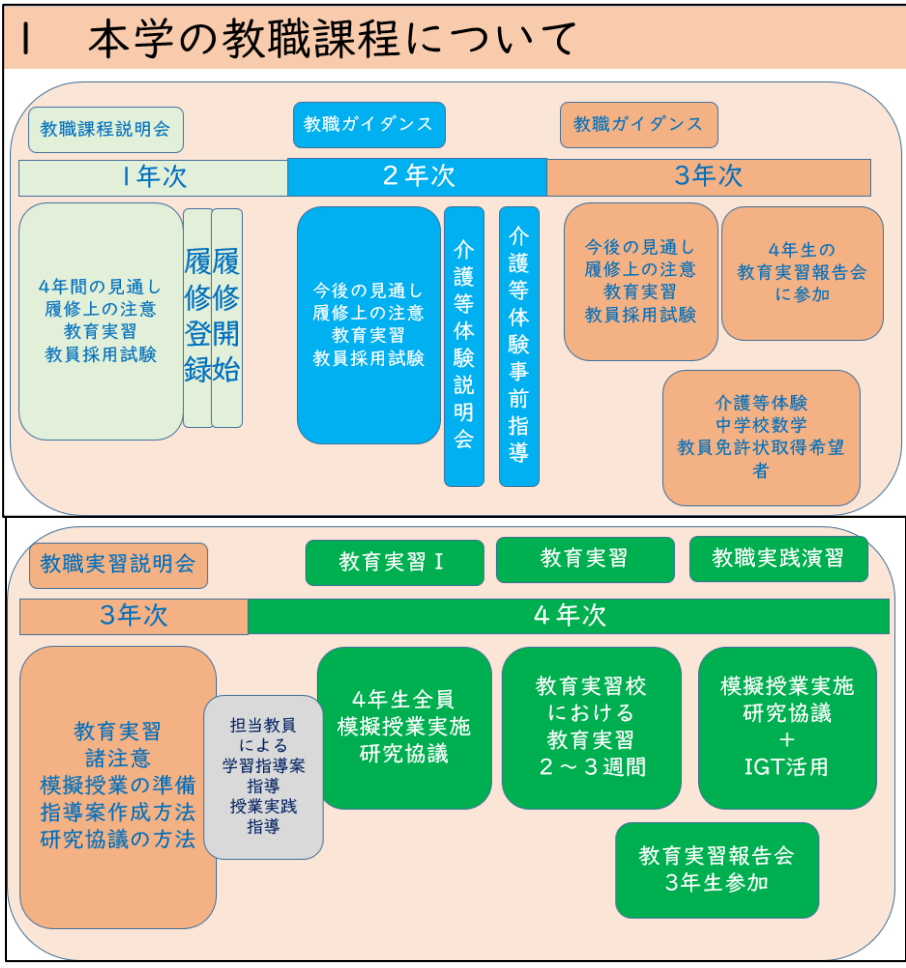 Ⅰ 本学の教職課程について
教職課程説明会
教職ガイダンス
教職ガイダンス
1年次
2年次
3年次
4年間の見通し
履修上の注意
教育実習
教員採用試験
履修登録
履修開始
今後の見通し
履修上の注意
教育実習
教員採用試験
介護等体験説明会
介護等体験事前指導
今後の見通し
履修上の注意
教育実習
教員採用試験
4年生の
教育実習報告会
に参加
介護等体験
中学校数学
教員免許状取得希望
者
教職実習説明会
教育実習Ⅰ
教育実習
教職実践演習
3年次
4年次
教育実習
諸注意
模擬授業の準備
指導案作成方法
研究協議の方法
担当教員
による
学習指導案
指導
授業実践
指導
4年生全員
模擬授業実施
研究協議
教育実習校
における
教育実習
2～3週間
模擬授業実施
研究協議
+
IGT活用
教育実習報告会
3年生参加